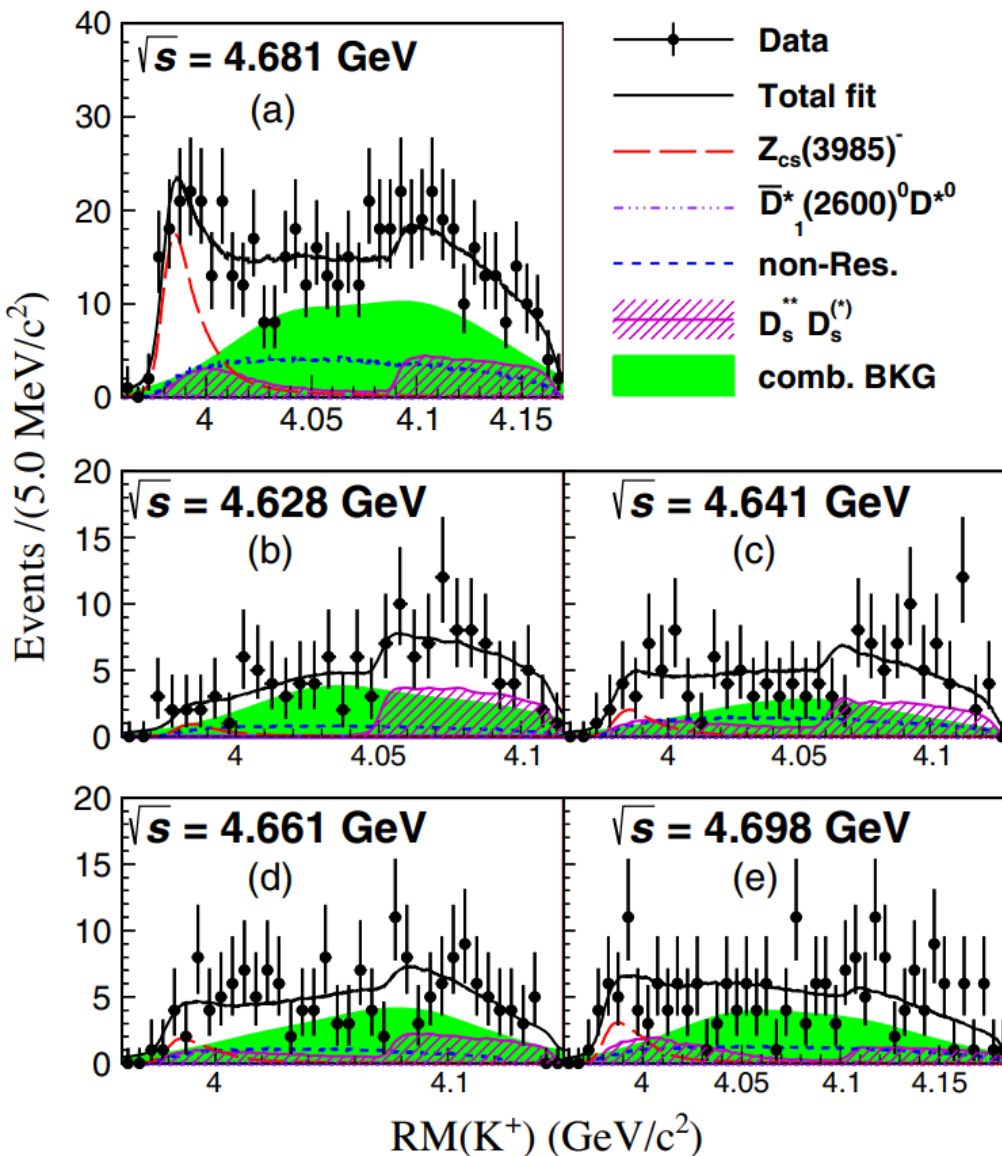 Events /(5.0 MeV/c²)
40
30
20
10
0
√s = 4.681 GeV
(a)
4
4.05
4.1
4.15
Data
Total fit
Z_cs(3985)⁻
D̄*₁(2600)⁰D*⁰
non-Res.
D_s** D_s^(*)
comb. BKG
20
15
10
5
0
√s = 4.628 GeV
(b)
4
4.05
4.1
√s = 4.641 GeV
(c)
4
4.05
4.1
20
15
10
5
0
√s = 4.661 GeV
(d)
4
4.1
√s = 4.698 GeV
(e)
4
4.05
4.1
4.15
RM(K⁺) (GeV/c²)